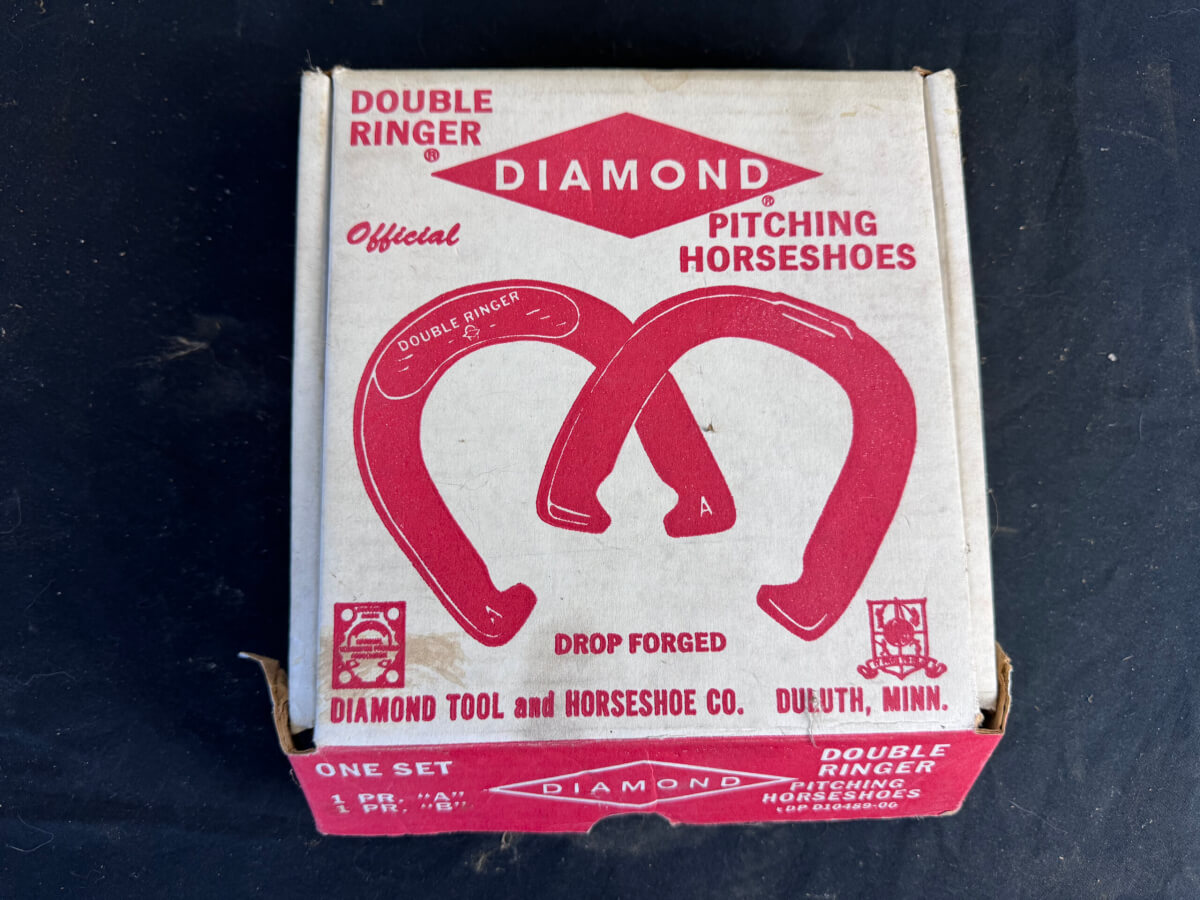 DOUBLE
RINGER
®
DIAMOND
®
Official
PITCHING
HORSESHOES
DOUBLE RINGER
A
A
DROP FORGED
DIAMOND TOOL and HORSESHOE CO. DULUTH, MINN.
ONE SET
1 PR. "A"
1 PR. "B"
DIAMOND
DOUBLE
RINGER
PITCHING
HORSESHOES